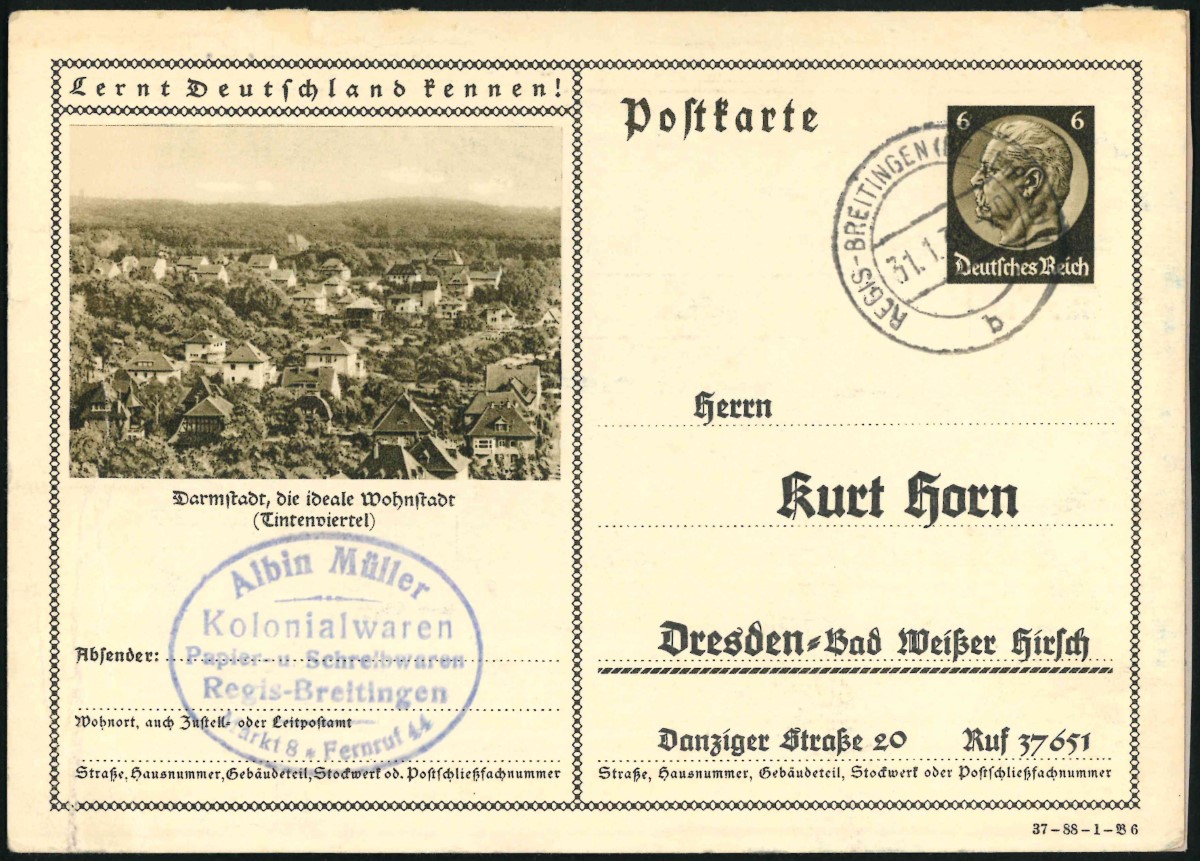 Lernt Deutschland kennen!
Darmstadt, die ideale Wohnstadt
(Tintenviertel)
Albin Müller
Kolonialwaren
Papier- u. Schreibwaren
Regis-Breitingen
Markt 8 * Fernruf 44
Absender:
Wohnort, auch Zustell- oder Leitpostamt
Straße, Hausnummer, Gebäudeteil, Stockwerk od. Postschließfachnummer
Postkarte
6 6
Deutsches Reich
REGIS-BREITINGEN
31.1.
b
Herrn
Kurt Horn
Dresden-Bad Weißer Hirsch
Danziger Straße 20 Ruf 37651
Straße, Hausnummer, Gebäudeteil, Stockwerk oder Postschließfachnummer
37-88-1-B 6